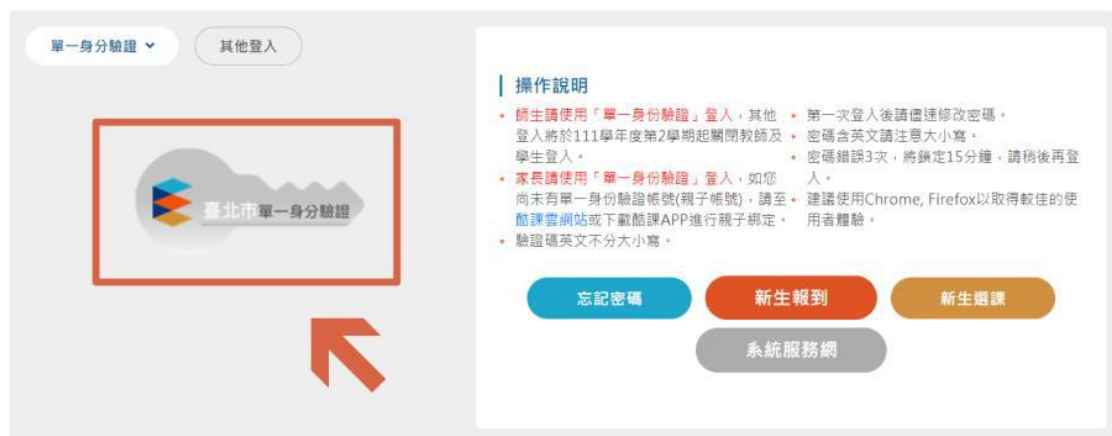 單一身分驗證
其他登入
臺北市單一身分驗證
操作說明
師生請使用「單一身份驗證」登入，其他
登入將於111學年度第2學期起關閉教師及
學生登入。
家長請使用「單一身份驗證」登入，如您
尚未有單一身份驗證帳號(親子帳號)，請至
酷課雲網站或下載酷課APP進行親子綁定。
驗證碼英文不分大小寫。
第一次登入後請儘速修改密碼。
密碼含英文請注意大小寫。
密碼錯誤3次，將鎖定15分鐘，請稍後再登
入。
建議使用Chrome, Firefox以取得較佳的使
用者體驗。
忘記密碼
新生報到
新生選課
系統服務網